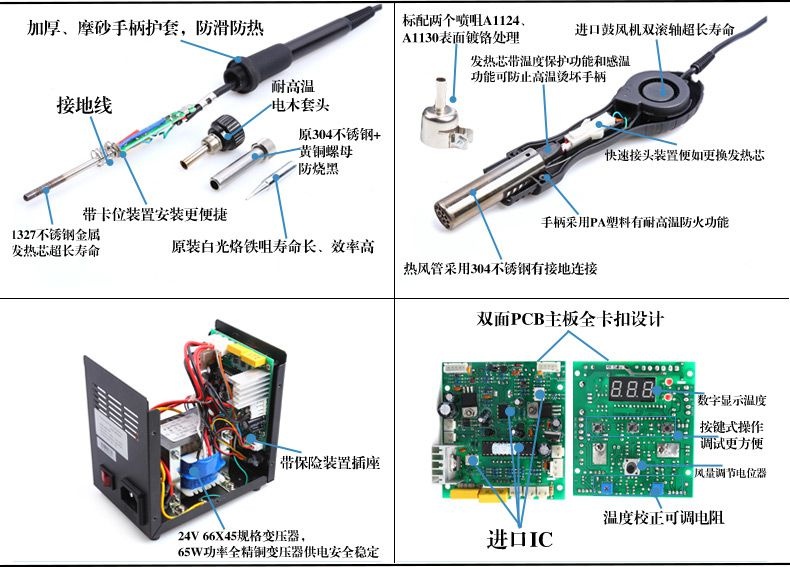 加厚、摩砂手柄护套，防滑防热
接地线
耐高温
电木套头
原304不锈钢+
黄铜螺母
防烧黑
带卡位装置安装更便捷
1327不锈钢金属
发热芯超长寿命
原装白光烙铁咀寿命长、效率高
标配两个喷咀A1124、
A1130表面镀铬处理
进口鼓风机双滚轴超长寿命
发热芯带温度保护功能和感温
功能可防止高温烫坏手柄
快速接头装置便如更换发热芯
手柄采用PA塑料有耐高温防火功能
热风管采用304不锈钢有接地连接
带保险装置插座
24V 66X45规格变压器，
65W功率全精铜变压器供电安全稳定
双面PCB主板全卡扣设计
数字显示温度
按键式操作
调试更方便
风量调节电位器
温度校正可调电阻
进口IC